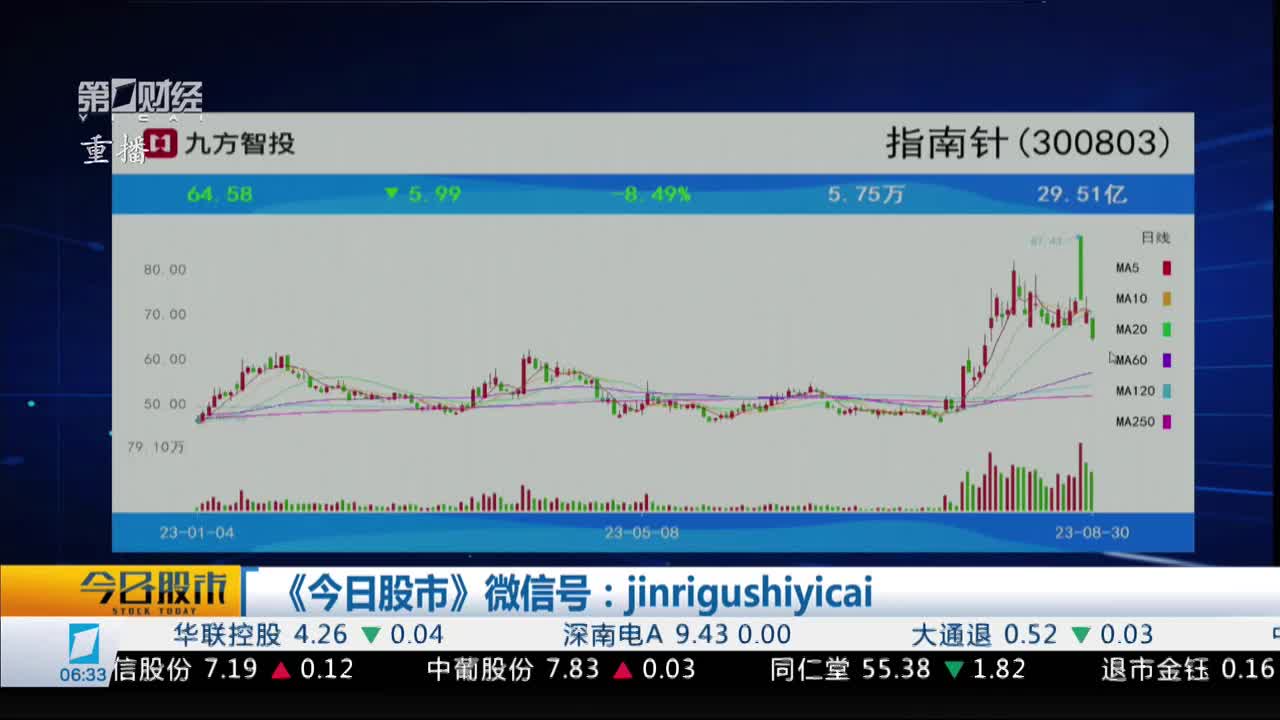 第一财经
YICAI
重播
九方智投
指南针(300803)
64.58 ▼5.99 -8.49% 5.75万 29.51亿
日线
87.43
80.00
70.00
60.00
50.00
79.10万
MA5
MA10
MA20
MA60
MA120
MA250
23-01-04 23-05-08 23-08-30
今日股市
STOCK TODAY
《今日股市》微信号：jinrigushiyicai
华联控股 4.26 ▼ 0.04 深南电A 9.43 0.00 大通退 0.52 ▼ 0.03
06:33
信股份 7.19 ▲ 0.12 中葡股份 7.83 ▲ 0.03 同仁堂 55.38 ▼ 1.82 退市金钰 0.16